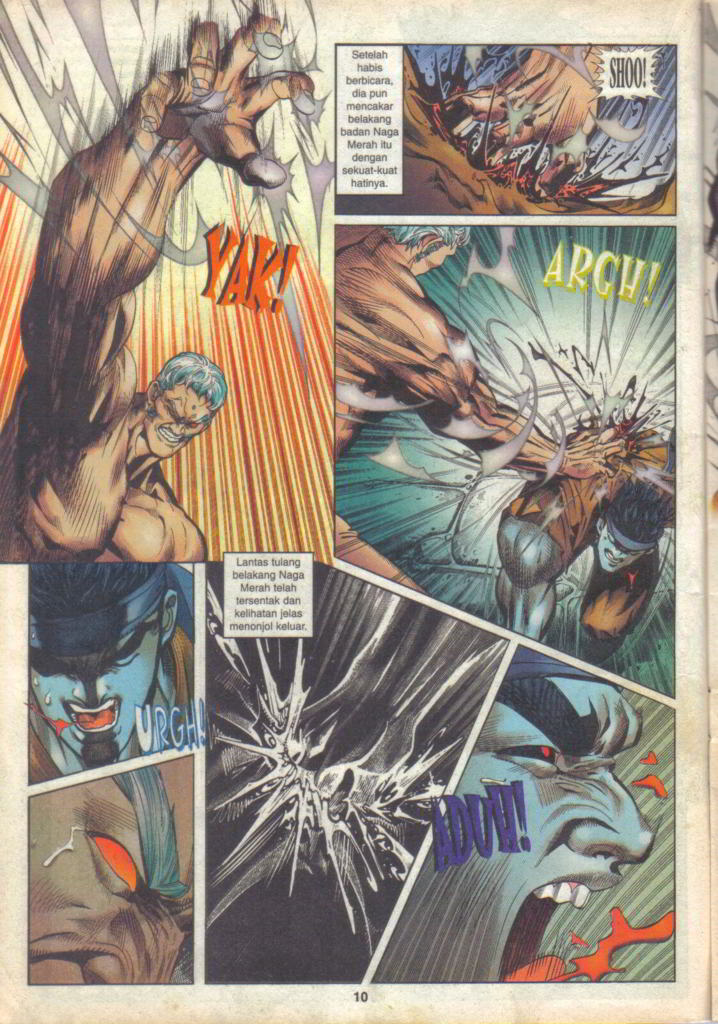 YAK!
Setelah
habis
berbicara,
dia pun
mencakar
belakang
badan Naga
Merah itu
dengan
sekuat-kuat
hatinya.
SHOO!
ARGH!
URGH!
Lantas tulang
belakang Naga
Merah telah
tersentak dan
kelihatan jelas
menonjol keluar.
ADUH!
10